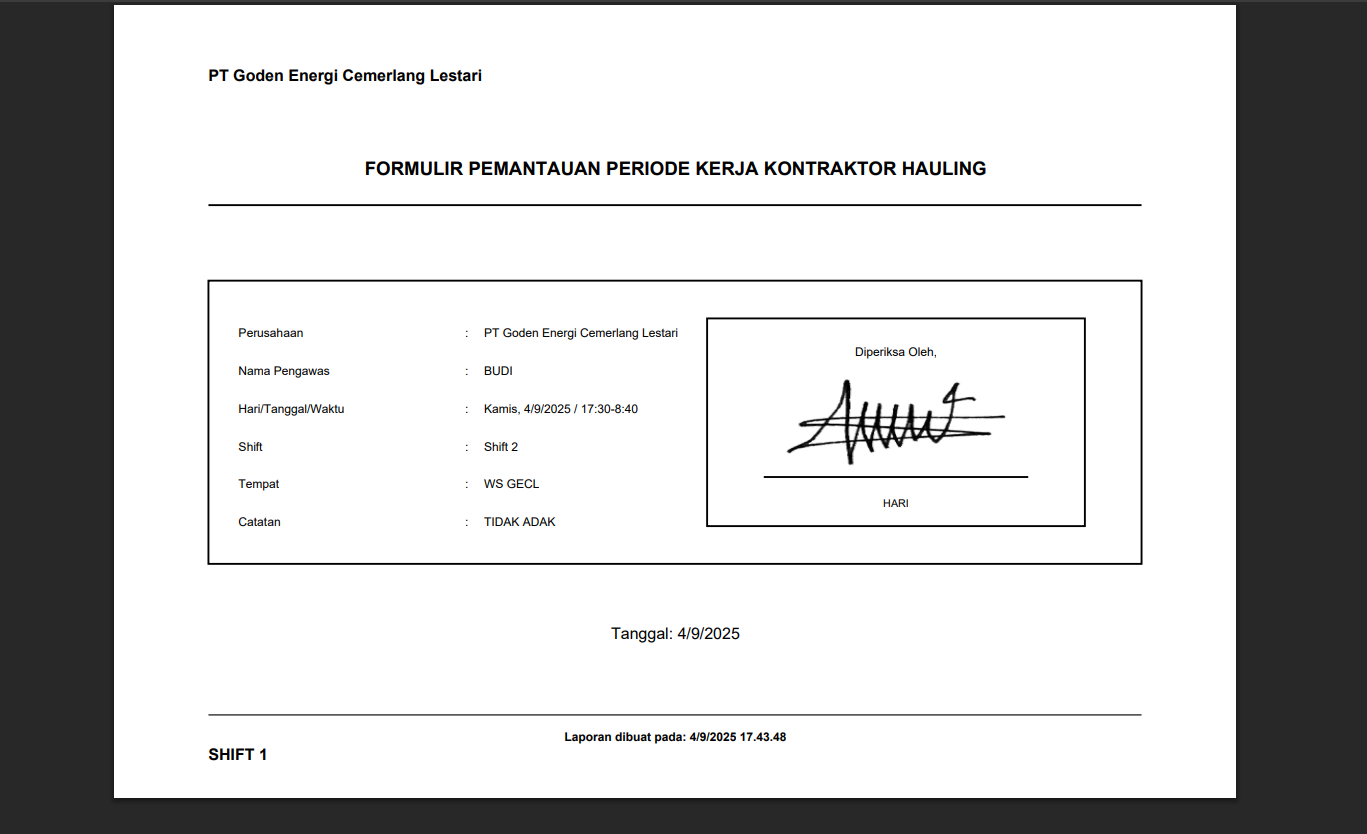 PT Goden Energi Cemerlang Lestari
FORMULIR PEMANTAUAN PERIODE KERJA KONTRAKTOR HAULING
Perusahaan : PT Goden Energi Cemerlang Lestari
Nama Pengawas : BUDI
Hari/Tanggal/Waktu : Kamis, 4/9/2025 / 17:30-8:40
Shift : Shift 2
Tempat : WS GECL
Catatan : TIDAK ADAK
Diperiksa Oleh,
HARI
Tanggal: 4/9/2025
Laporan dibuat pada: 4/9/2025 17.43.48
SHIFT 1